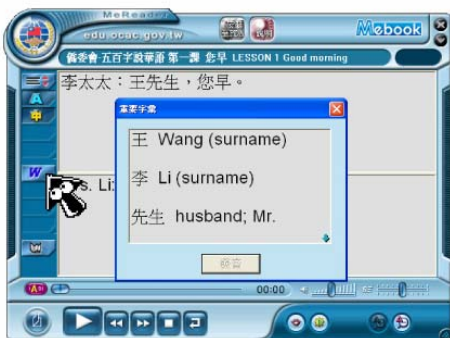 MeReader
edu.ocac.gov.tw
Mebook
僑委會五百字說華語 第一課 您早 LESSON 1 Good morning
李太太：王先生，您早。
A
中
W
重要字彙
王 Wang (surname)
李 Li (surname)
先生 husband; Mr.
s. Li:
00:00